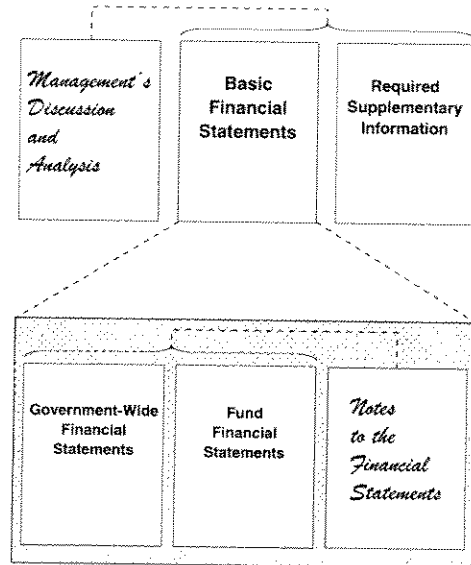 Management's
Discussion
and
Analysis
Basic
Financial
Statements
Required
Supplementary
Information
Government-Wide
Financial
Statements
Fund
Financial
Statements
Notes
to the
Financial
Statements